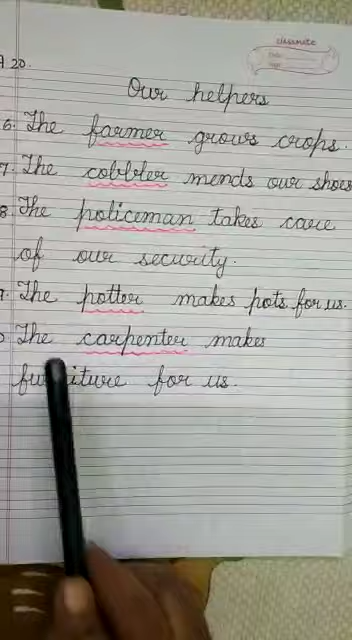 classmate
Our helpers
6. The farmer grows crops.
7. The cobbler mends our shoes
8. The policeman takes care
of our security.
9. The potter makes pots for us.
The carpenter makes
furniture for us.